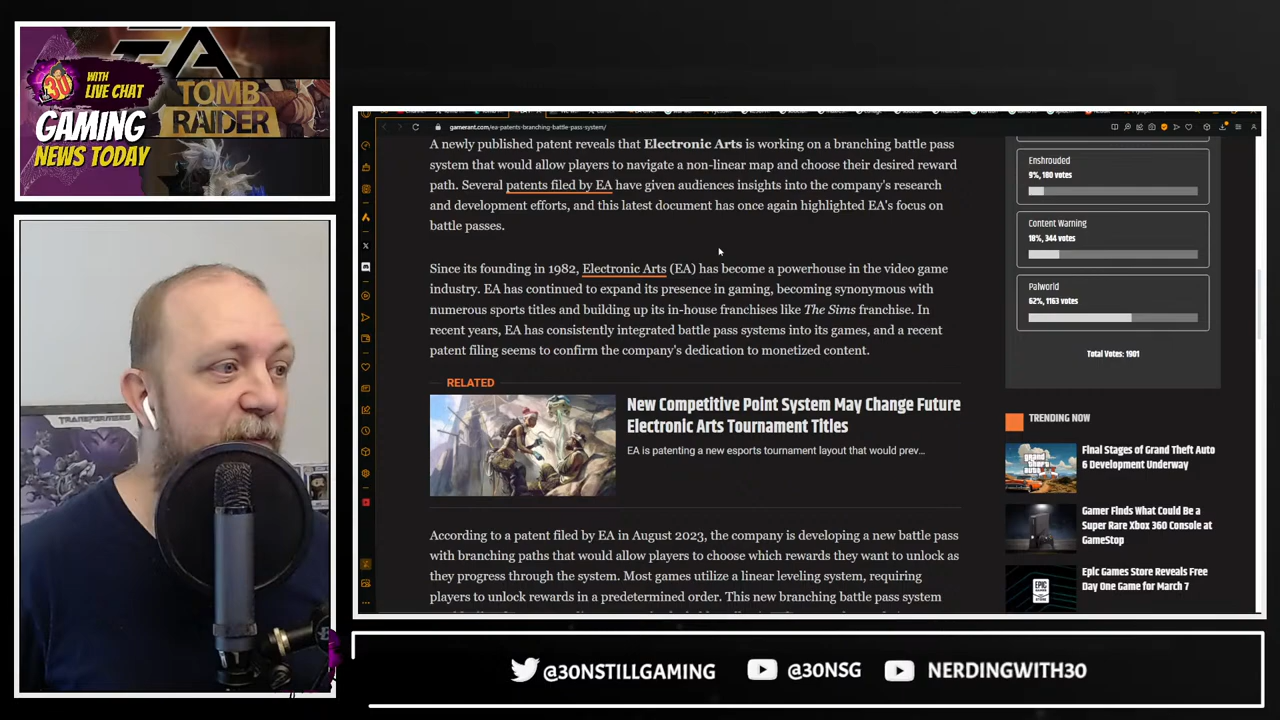 EA
WITH
LIVE CHAT
30
TOMB
RAIDER
GAMING
NEWS TODAY
TRANSFORMERS
gamerant.com/ea-patents-branching-battle-pass-system/
A newly published patent reveals that Electronic Arts is working on a branching battle pass
system that would allow players to navigate a non-linear map and choose their desired reward
path. Several patents filed by EA have given audiences insights into the company's research
and development efforts, and this latest document has once again highlighted EA's focus on
battle passes.
Since its founding in 1982, Electronic Arts (EA) has become a powerhouse in the video game
industry. EA has continued to expand its presence in gaming, becoming synonymous with
numerous sports titles and building up its in-house franchises like The Sims franchise. In
recent years, EA has consistently integrated battle pass systems into its games, and a recent
patent filing seems to confirm the company's dedication to monetized content.
RELATED
New Competitive Point System May Change Future
Electronic Arts Tournament Titles
EA is patenting a new esports tournament layout that would prev...
According to a patent filed by EA in August 2023, the company is developing a new battle pass
with branching paths that would allow players to choose which rewards they want to unlock as
they progress through the system. Most games utilize a linear leveling system, requiring
players to unlock rewards in a predetermined order. This new branching battle pass system
Enshrouded
9%, 180 votes
Content Warning
18%, 344 votes
Palworld
62%, 1163 votes
Total Votes: 1901
TRENDING NOW
Final Stages of Grand Theft Auto
6 Development Underway
Gamer Finds What Could Be a
Super Rare Xbox 360 Console at
GameStop
Epic Games Store Reveals Free
Day One Game for March 7
EPIC
GAMES
@30NSTILLGAMING
@30NSG
NERDINGWITH30